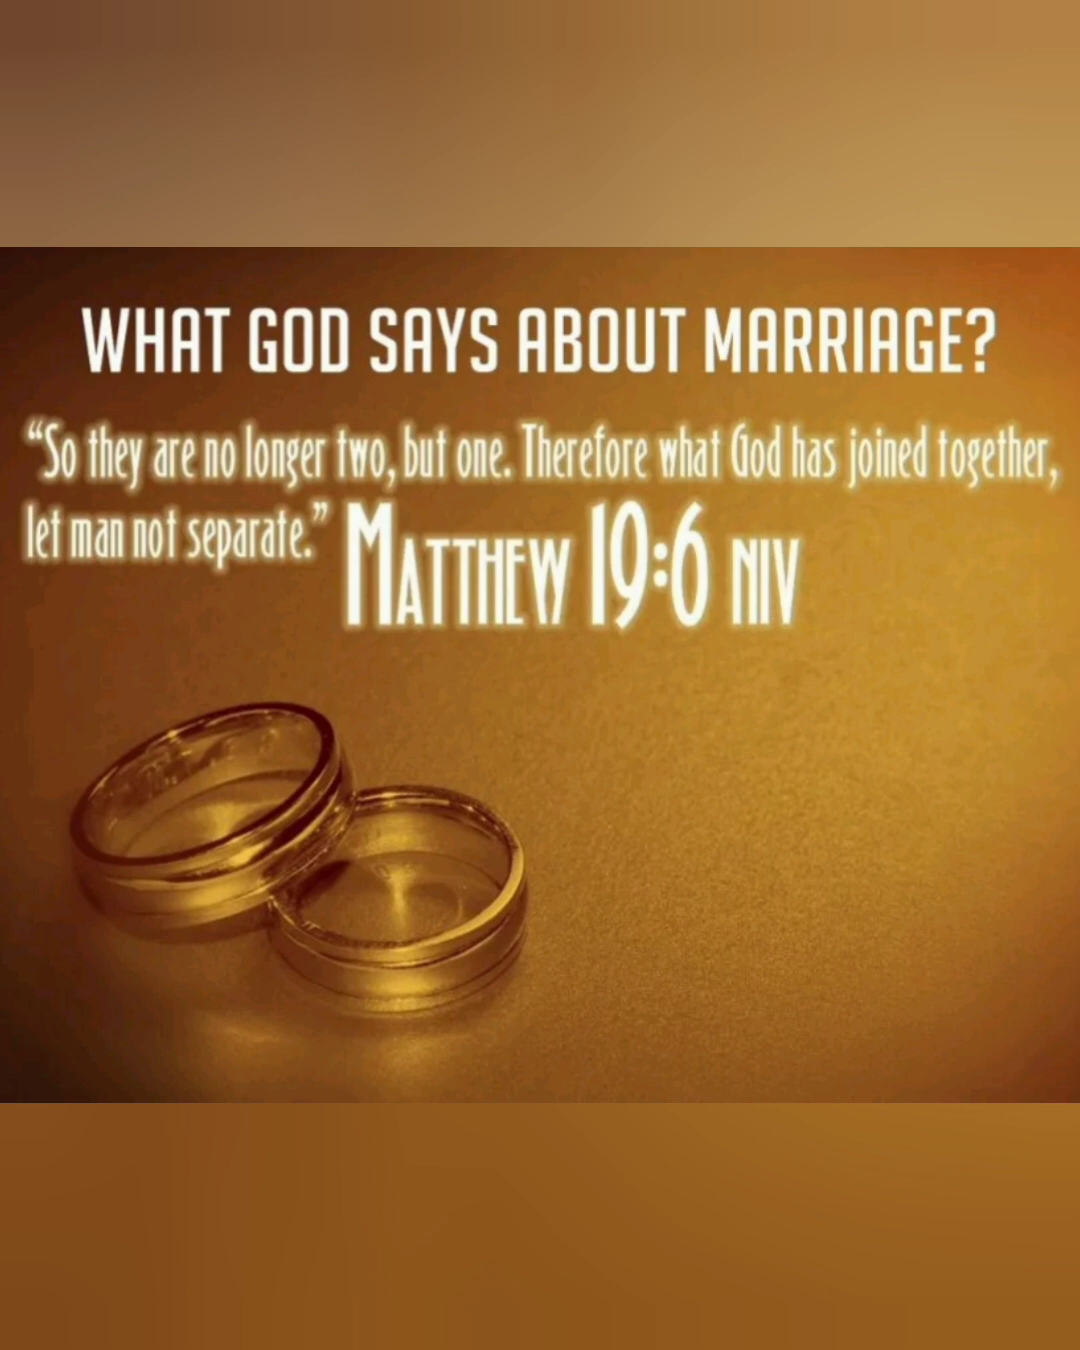 WHAT GOD SAYS ABOUT MARRIAGE?
“So they are no longer two, but one. Therefore what God has joined together,
let man not separate.” MATTHEW 19:6 NIV